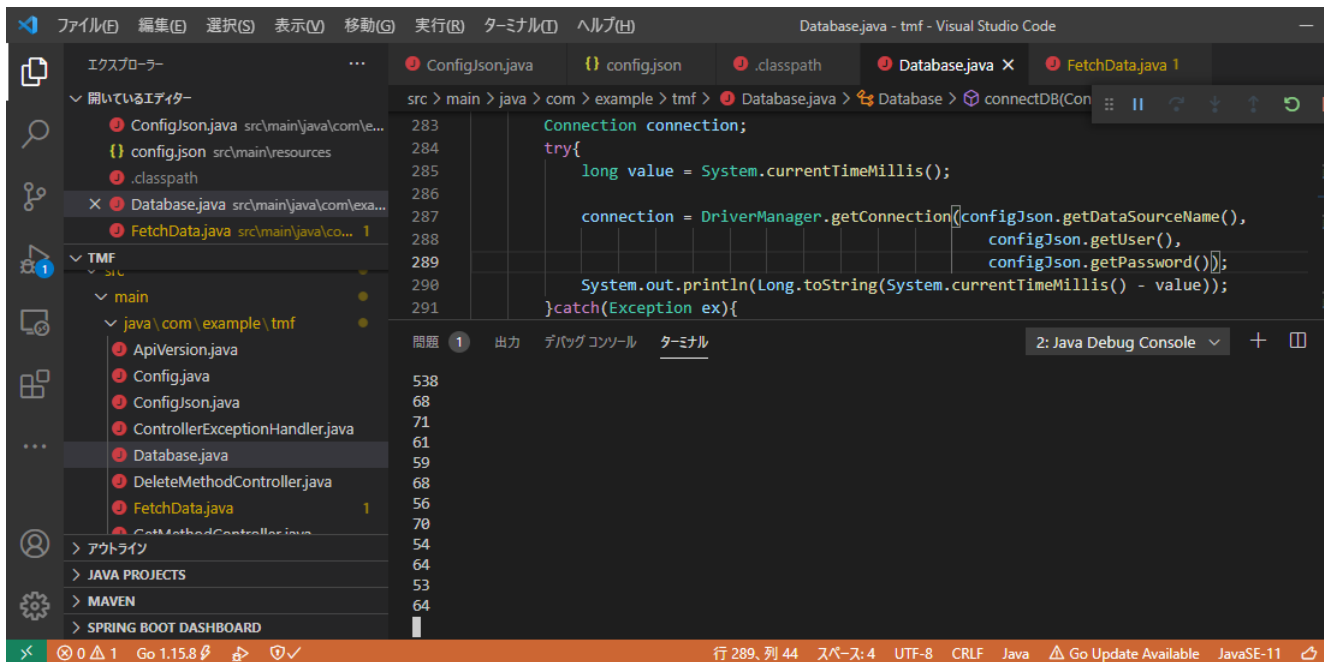 ファイル(F) 編集(E) 選択(S) 表示(V) 移動(G) 実行(R) ターミナル(T) ヘルプ(H) Database.java - tmf - Visual Studio Code
エクスプローラー
開いているエディター
ConfigJson.java src\main\java\com\e...
{} config.json src\main\resources
.classpath
Database.java src\main\java\com\exa...
FetchData.java src\main\java\co... 1
TMF
src
main
java\com\example\tmf
ApiVersion.java
Config.java
ConfigJson.java
ControllerExceptionHandler.java
Database.java
DeleteMethodController.java
FetchData.java 1
GetMethodController.java
アウトライン
JAVA PROJECTS
MAVEN
SPRING BOOT DASHBOARD
1
ConfigJson.java {} config.json .classpath Database.java FetchData.java 1
src > main > java > com > example > tmf > Database.java > Database > connectDB(Con
283 Connection connection;
284 try{
285 long value = System.currentTimeMillis();
286
287 connection = DriverManager.getConnection(configJson.getDataSourceName(),
288 configJson.getUser(),
289 configJson.getPassword());
290 System.out.println(Long.toString(System.currentTimeMillis() - value));
291 }catch(Exception ex){
問題 1 出力 デバッグ コンソール ターミナル 2: Java Debug Console
538
68
71
61
59
68
56
70
54
64
53
64
0 1 Go 1.15.8 行 289、列 44 スペース: 4 UTF-8 CRLF Java Go Update Available JavaSE-11